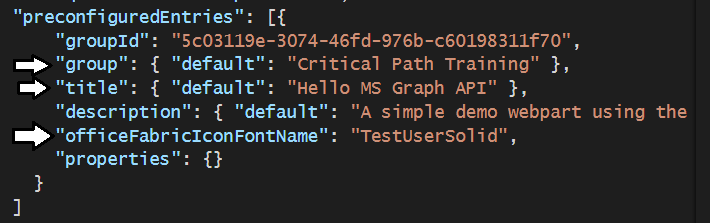 "preconfiguredEntries": [{
"groupId": "5c03119e-3074-46fd-976b-c60198311f70",
"group": { "default": "Critical Path Training" },
"title": { "default": "Hello MS Graph API" },
"description": { "default": "A simple demo webpart using the
"officeFabricIconFontName": "TestUserSolid",
"properties": {}
}
]